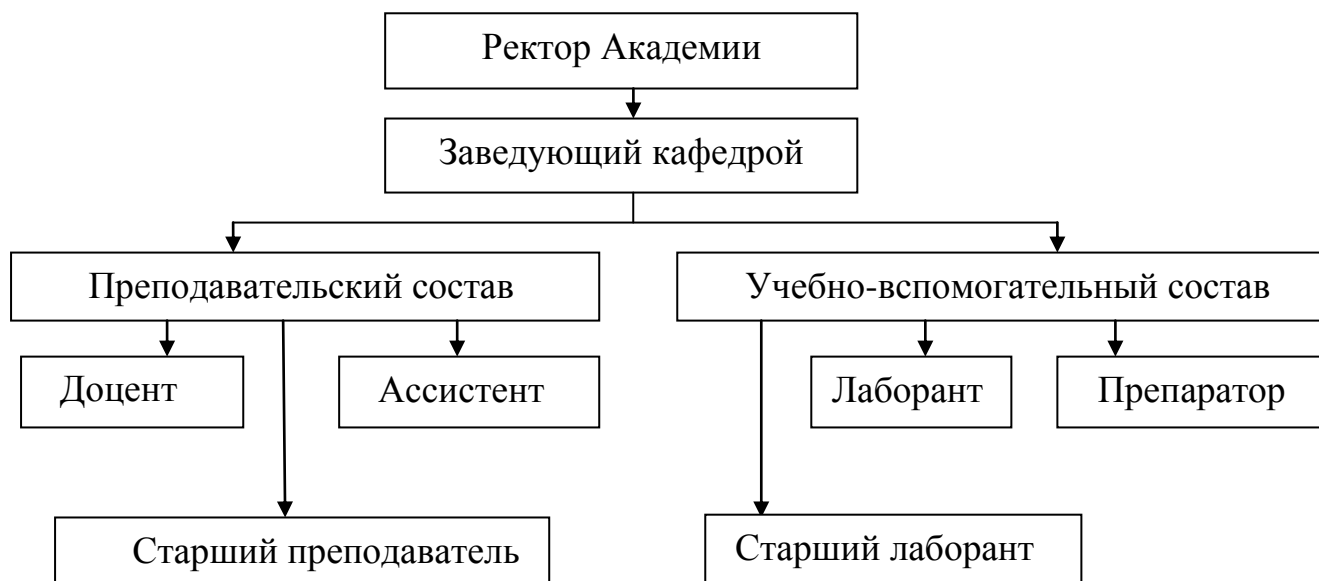 Ректор Академии
Заведующий кафедрой
Преподавательский состав
Учебно-вспомогательный состав
Доцент
Ассистент
Лаборант
Препаратор
Старший преподаватель
Старший лаборант